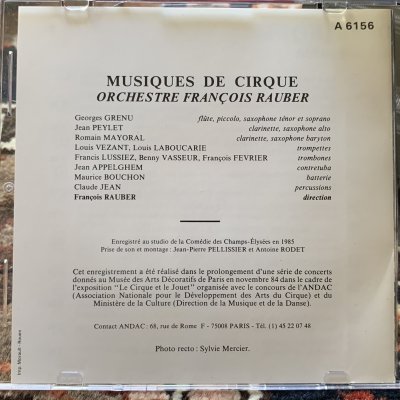 A 6156
MUSIQUES DE CIRQUE
ORCHESTRE FRANÇOIS RAUBER
Georges GRENU flûte, piccolo, saxophone ténor et soprano
Jean PEYLET clarinette, saxophone alto
Romain MAYORAL clarinette, saxophone baryton
Louis VEZANT, Louis LABOUCARIE trompettes
Francis LUSSIEZ, Benny VASSEUR, François FEVRIER trombones
Jean APPELGHEM contretuba
Maurice BOUCHON batterie
Claude JEAN percussions
François RAUBER direction
Enregistré au studio de la Comédie des Champs-Élysées en 1985
Prise de son et montage : Jean-Pierre PELLISSIER et Antoine RODET
Cet enregistrement a été réalisé dans le prolongement d'une série de concerts
donnés au Musée des Arts Décoratifs de Paris en novembre 84 dans le cadre de
l'exposition "Le Cirque et le Jouet" organisée avec le concours de l'ANDAC
(Association Nationale pour le Développement des Arts du Cirque) et du
Ministère de la Culture (Direction de la Musique et de la Danse).
Contact ANDAC : 68, rue de Rome F - 75008 PARIS - Tél. (1) 45 22 07 48
Photo recto : Sylvie Mercier.
Imp. Mérault - Rouen